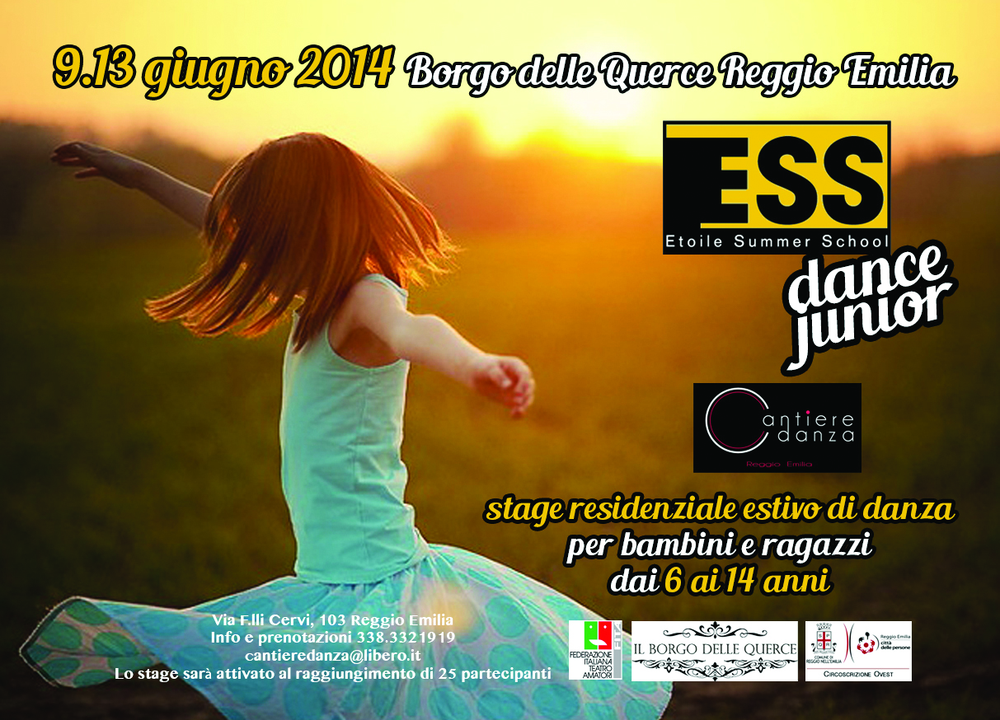 9.13 giugno 2014 Borgo delle Querce Reggio Emilia
ESS
Etoile Summer School
dance
junior
Cantiere
danza
Reggio Emilia
stage residenziale estivo di danza
per bambini e ragazzi
dai 6 ai 14 anni
Via F.lli Cervi, 103 Reggio Emilia
Info e prenotazioni 338.3321919
cantieredanza@libero.it
Lo stage sarà attivato al raggiungimento di 25 partecipanti
FEDERAZIONE
ITALIANA
TEATRO
AMATORI
IL BORGO DELLE QUERCE
COMUNE DI
REGGIO NELL'EMILIA
Reggio Emilia
città
delle persone
CIRCOSCRIZIONE OVEST